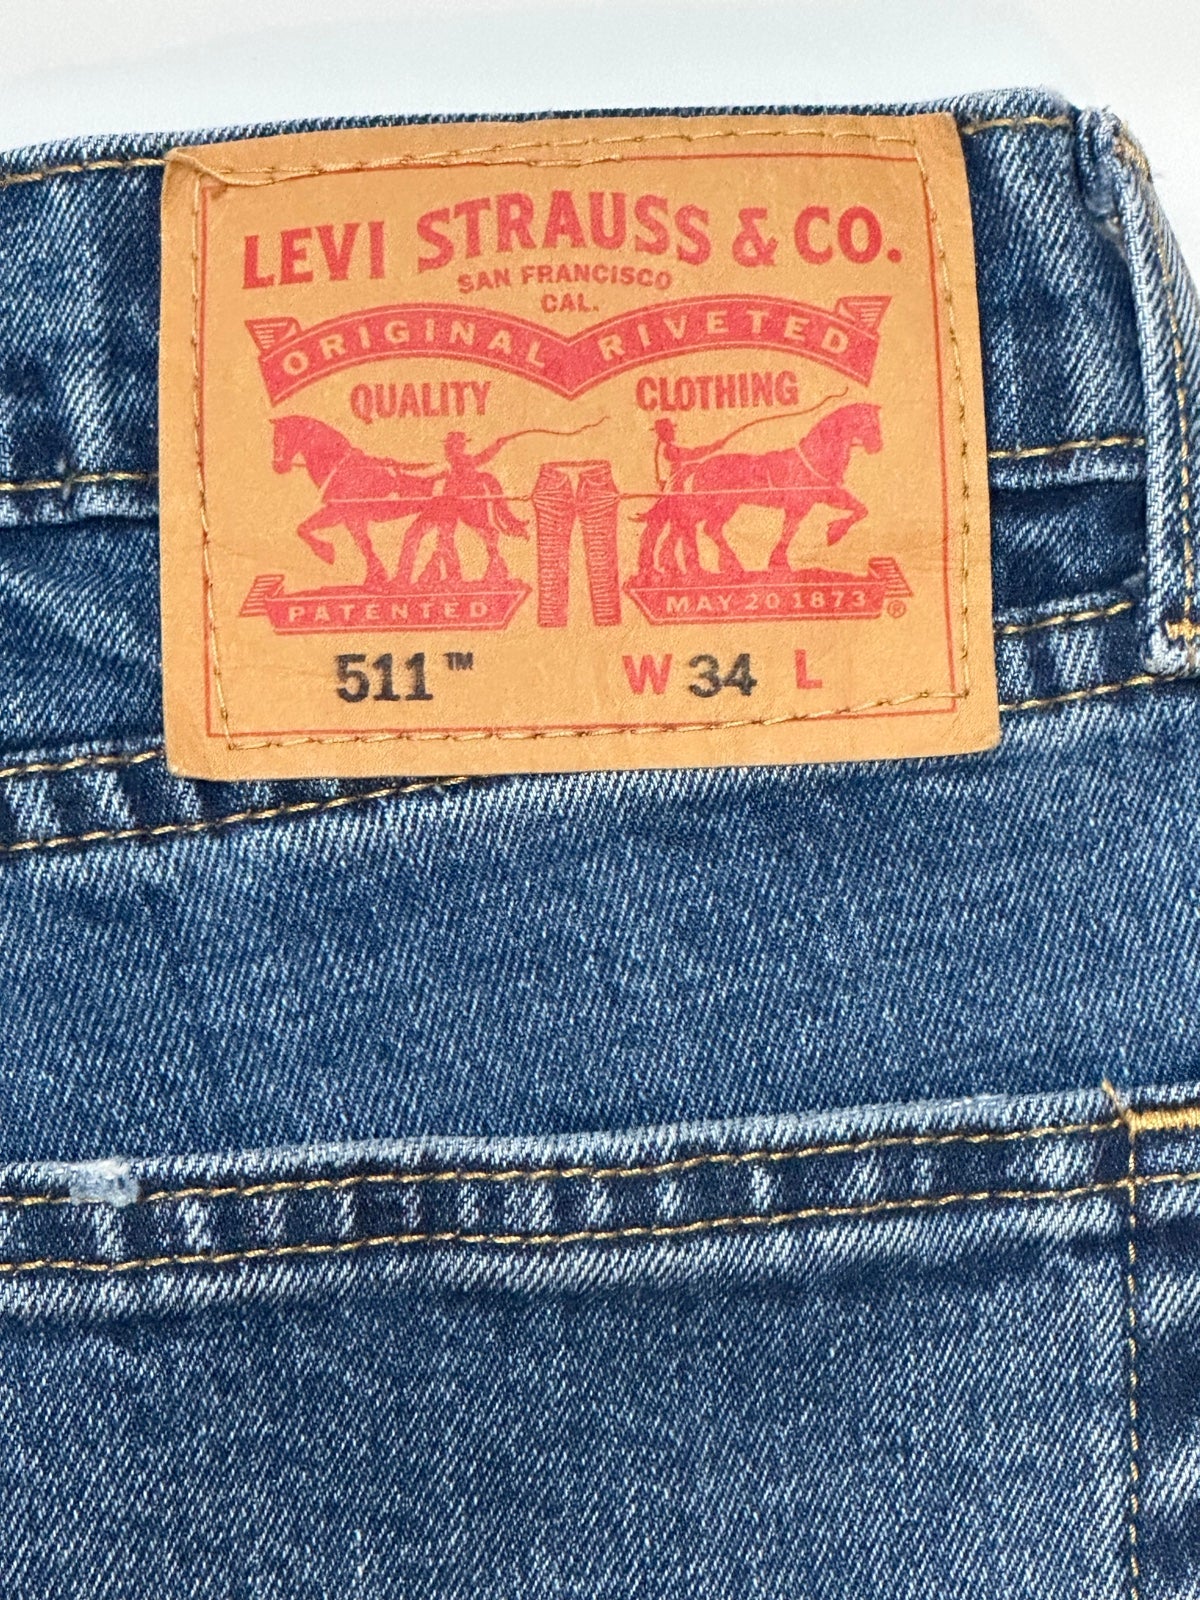 LEVI STRAUSS & CO.
SAN FRANCISCO
CAL.
ORIGINAL RIVETED
QUALITY CLOTHING
PATENTED MAY 20 1873 ®
511™ W 34 L